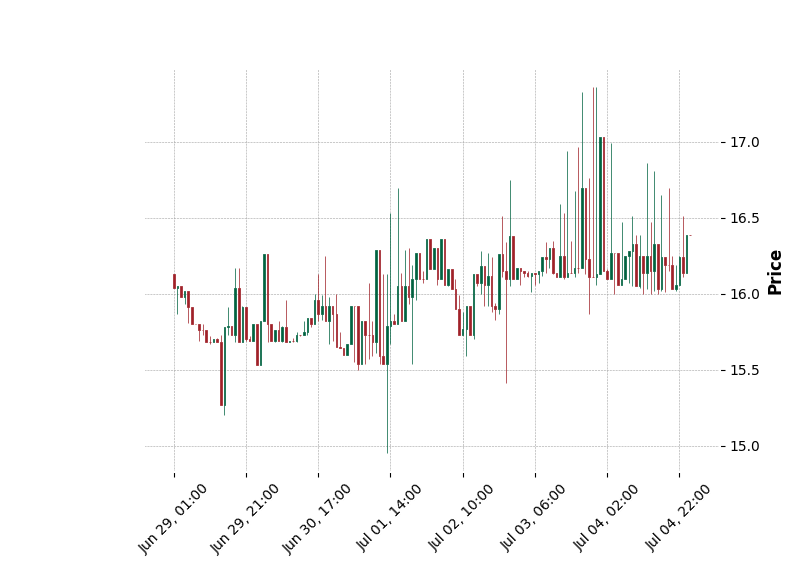 17.0
16.5
16.0
15.5
15.0
Price
Jun 29, 01:00
Jun 29, 21:00
Jun 30, 17:00
Jul 01, 14:00
Jul 02, 10:00
Jul 03, 06:00
Jul 04, 02:00
Jul 04, 22:00